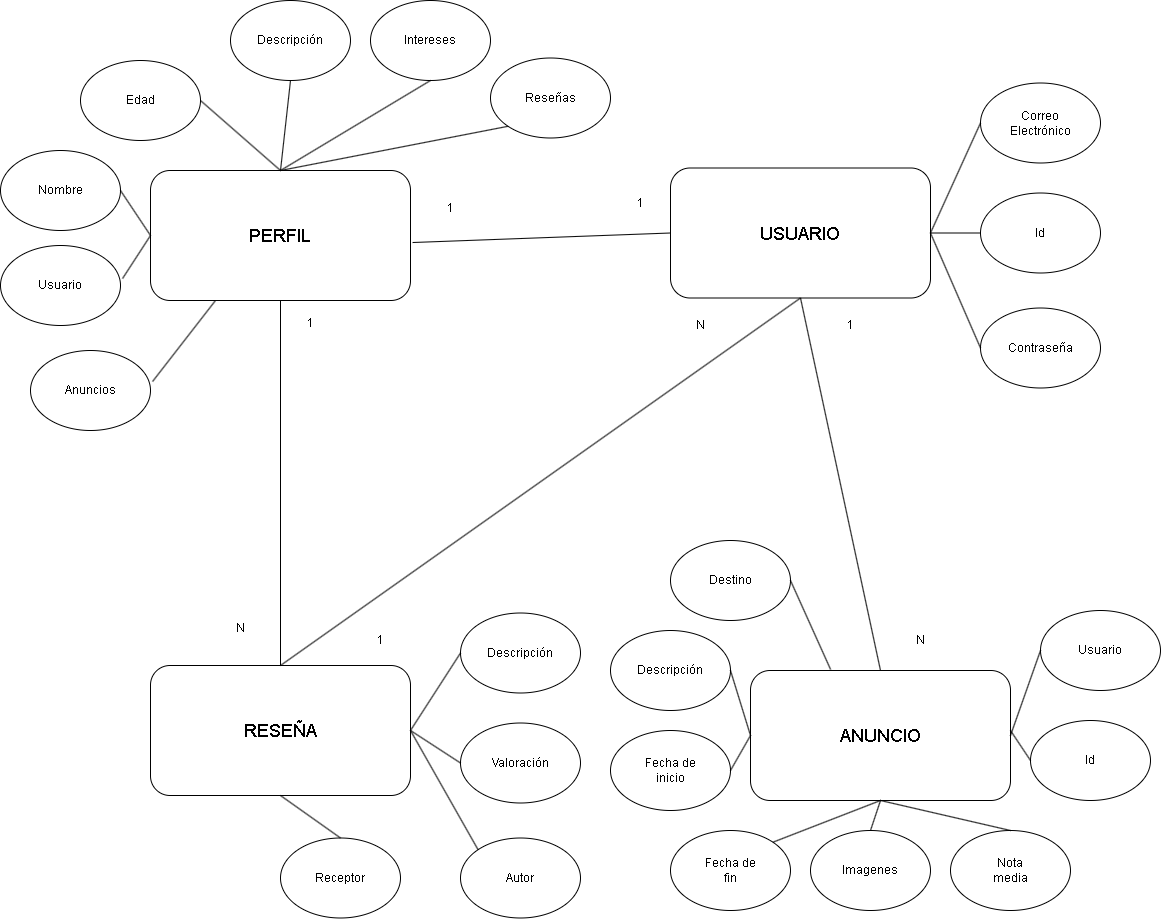 Descripción
Intereses
Reseñas
Edad
Correo
Electrónico
Nombre
1
1
PERFIL
USUARIO
Id
Usuario
1
N
1
Contraseña
Anuncios
Destino
N
1
N
Descripción
Descripción
Usuario
RESEÑA
ANUNCIO
Valoración
Fecha de
inicio
Id
Receptor
Autor
Fecha de
fin
Imagenes
Nota
media